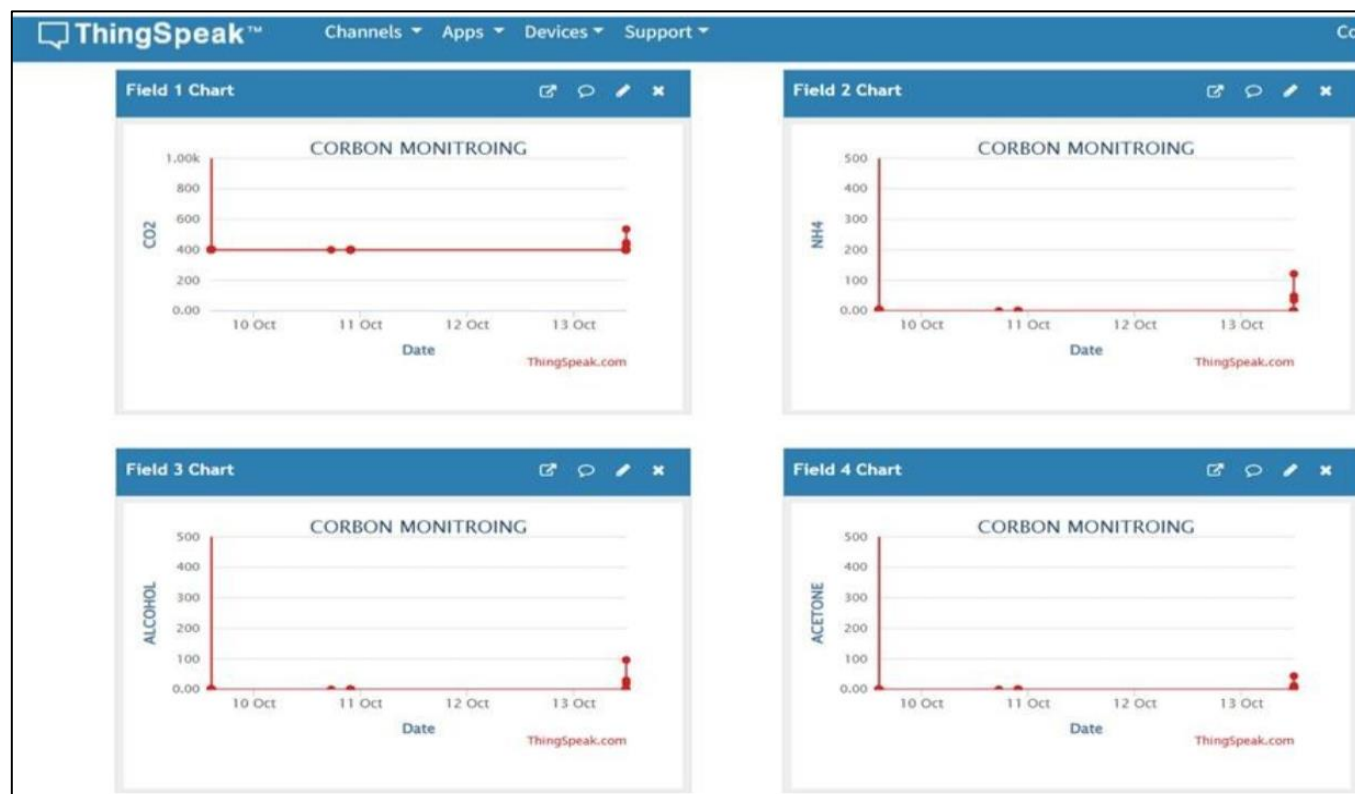 ThingSpeak™ Channels Apps Devices Support Co
Field 1 Chart
CORBON MONITROING
1.00k
800
600
400
200
0.00
CO2
10 Oct 11 Oct 12 Oct 13 Oct
Date
ThingSpeak.com
Field 2 Chart
CORBON MONITROING
500
400
300
200
100
0.00
NH4
10 Oct 11 Oct 12 Oct 13 Oct
Date
ThingSpeak.com
Field 3 Chart
CORBON MONITROING
500
400
300
200
100
0.00
ALCOHOL
10 Oct 11 Oct 12 Oct 13 Oct
Date
ThingSpeak.com
Field 4 Chart
CORBON MONITROING
500
400
300
200
100
0.00
ACETONE
10 Oct 11 Oct 12 Oct 13 Oct
Date
ThingSpeak.com